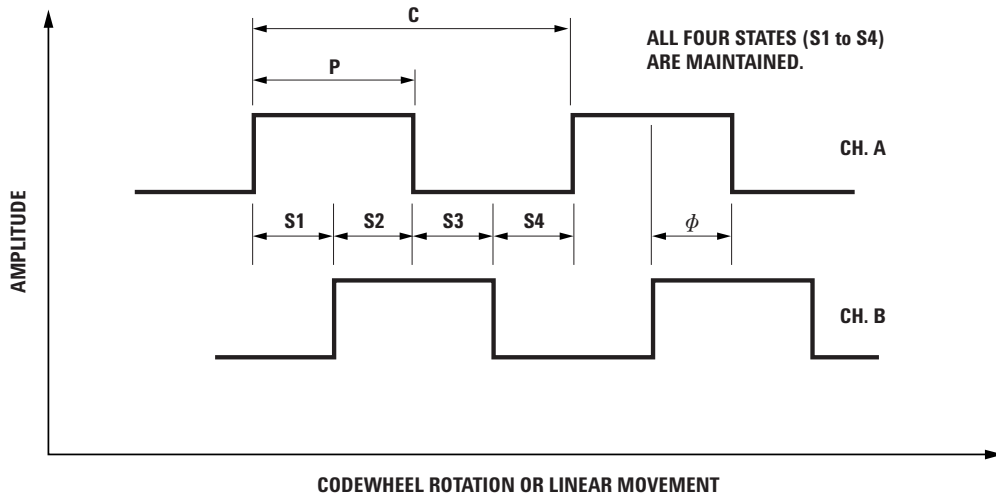 C
ALL FOUR STATES (S1 to S4)
ARE MAINTAINED.
P
CH. A
AMPLITUDE
S1 S2 S3 S4 ϕ
CH. B
CODEWHEEL ROTATION OR LINEAR MOVEMENT